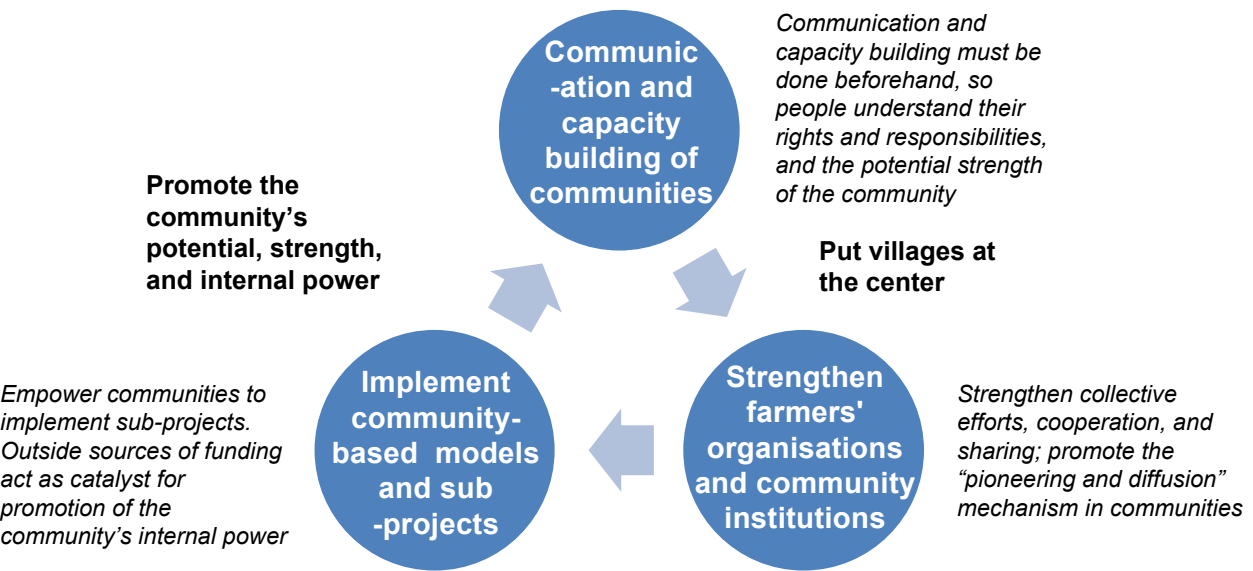 Communic
-ation and
capacity
building of
communities
Communication and
capacity building must be
done beforehand, so
people understand their
rights and responsibilities,
and the potential strength
of the community
Promote the
community’s
potential, strength,
and internal power
Put villages at
the center
Empower communities to
implement sub-projects.
Outside sources of funding
act as catalyst for
promotion of the
community’s internal power
Implement
community-
based models
and sub
-projects
Strengthen
farmers'
organisations
and community
institutions
Strengthen collective
efforts, cooperation, and
sharing; promote the
“pioneering and diffusion”
mechanism in communities